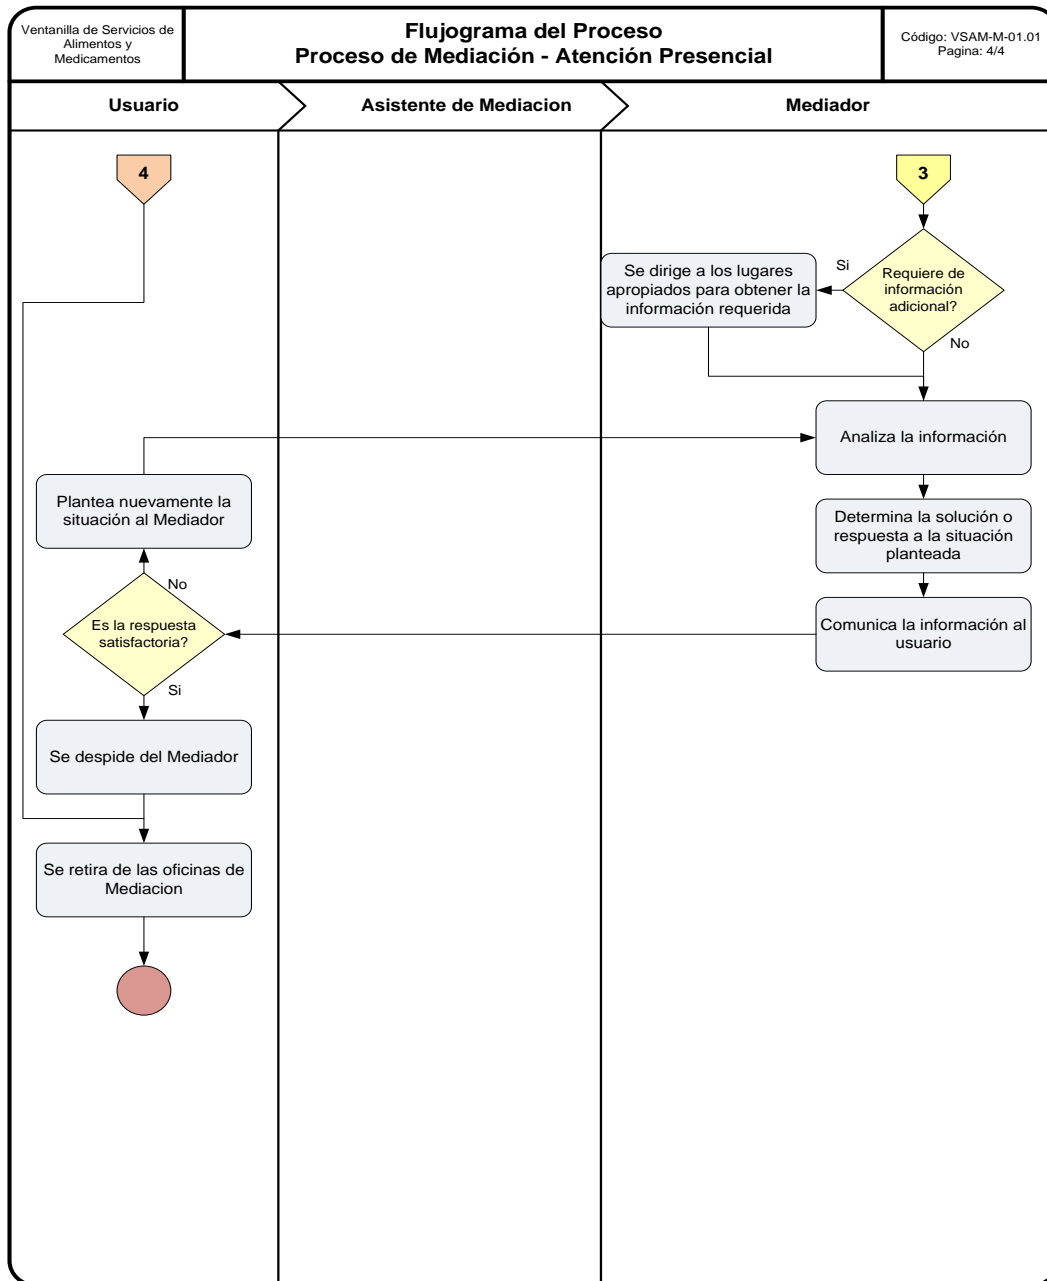 Ventanilla de Servicios de
Alimentos y
Medicamentos
Flujograma del Proceso
Proceso de Mediación - Atención Presencial
Código: VSAM-M-01.01
Pagina: 4/4
Usuario
Asistente de Mediacion
Mediador
4
3
Requiere de
información
adicional?
Si
No
Se dirige a los lugares
apropiados para obtener la
información requerida
Analiza la información
Plantea nuevamente la
situación al Mediador
Determina la solución o
respuesta a la situación
planteada
No
Es la respuesta
satisfactoria?
Si
Comunica la información al
usuario
Se despide del Mediador
Se retira de las oficinas de
Mediacion